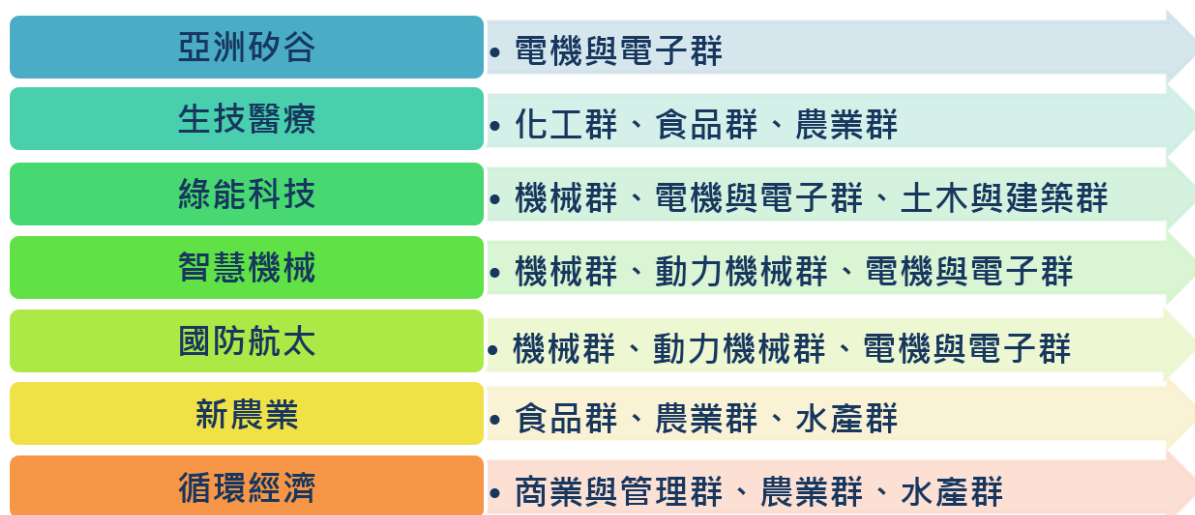 亞洲矽谷
• 電機與電子群
生技醫療
• 化工群、食品群、農業群
綠能科技
• 機械群、電機與電子群、土木與建築群
智慧機械
• 機械群、動力機械群、電機與電子群
國防航太
• 機械群、動力機械群、電機與電子群
新農業
• 食品群、農業群、水產群
循環經濟
• 商業與管理群、農業群、水產群